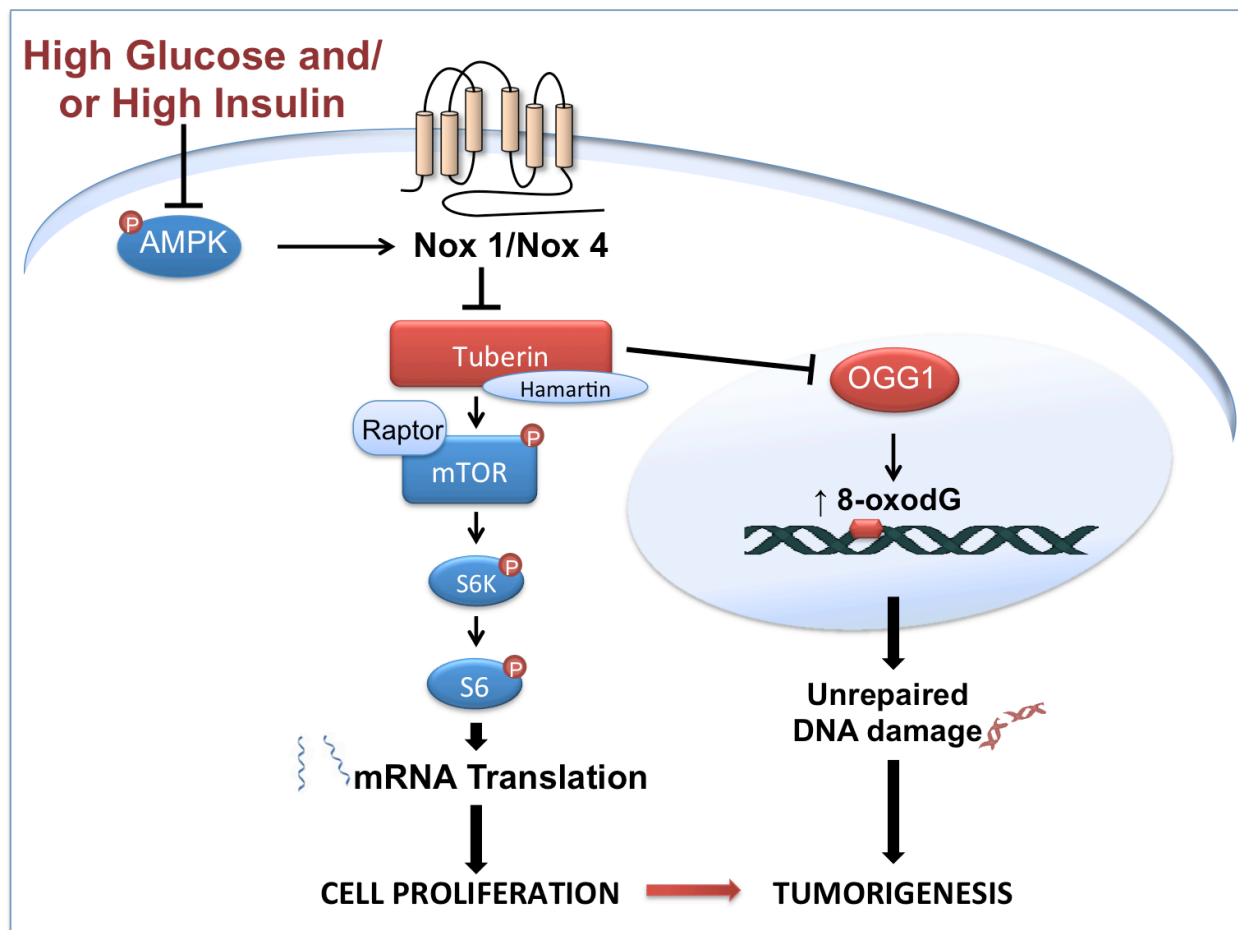 High Glucose and/
or High Insulin
P
AMPK
Nox 1/Nox 4
Tuberin
Hamartin
OGG1
Raptor
P
mTOR
↑ 8-oxodG
P
S6K
P
S6
Unrepaired
DNA damage
mRNA Translation
CELL PROLIFERATION
TUMORIGENESIS